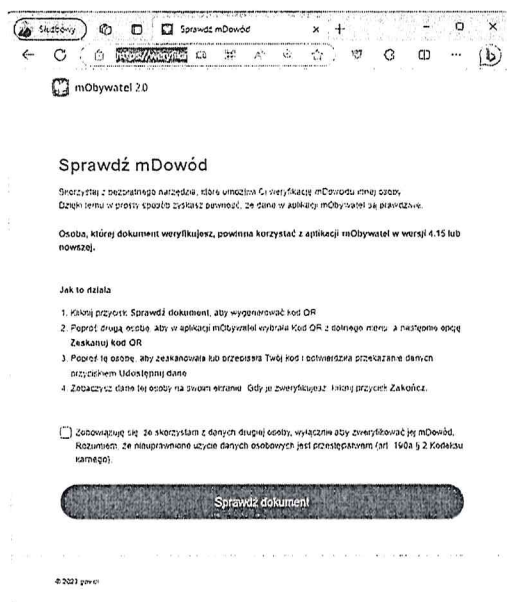 Służbowy
Sprawdź mDowód
mObywatel 2.0
Sprawdź mDowód
Skorzystaj z bezpłatnego narzędzia, które umożliwia Ci weryfikację mDowodu innej osoby.
Dzięki temu w prosty sposób zyskasz pewność, że dane w aplikacji mObywatel są prawdziwe.
Osoba, której dokument weryfikujesz, powinna korzystać z aplikacji mObywatel w wersji 4.15 lub
nowszej.
Jak to działa
1. Kliknij przycisk Sprawdź dokument, aby wygenerować kod QR
2. Poproś drugą osobę, aby w aplikacji mObywatel wybrała Kod QR z dolnego menu, a następnie opcję
Zeskanuj kod QR
3. Poproś tę osobę, aby zeskanowała lub przepisała Twój kod i potwierdziła przekazanie danych
przyciskiem Udostępnij dane
4. Zobaczysz dane tej osoby na swoim ekranie. Gdy je zweryfikujesz, kliknij przycisk Zakończ.
Zobowiązuję się, że skorzystam z danych drugiej osoby, wyłącznie aby zweryfikować jej mDowód.
Rozumiem, że nieuprawnione użycie danych osobowych jest przestępstwem (art. 190a § 2 Kodeksu
karnego).
Sprawdź dokument
© 2023 gov.pl